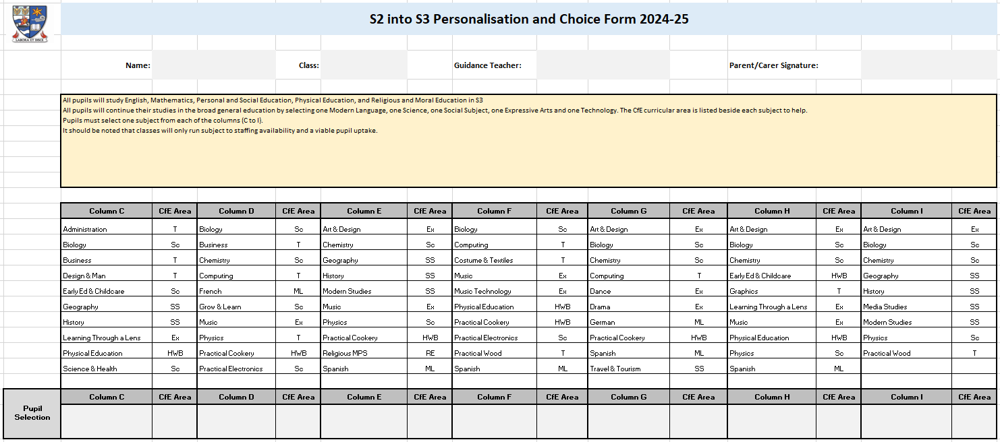 S2 into S3 Personalisation and Choice Form 2024-25
LABORA ET DISCE
Name: Class: Guidance Teacher: Parent/Carer Signature:
All pupils will study English, Mathematics, Personal and Social Education, Physical Education, and Religious and Moral Education in S3
All pupils will continue their studies in the broad general education by selecting one Modern Language, one Science, one Social Subject, one Expressive Arts and one Technology. The CfE curricular area is listed beside each subject to help.
Pupils must select one subject from each of the columns (C to I).
It should be noted that classes will only run subject to staffing availability and a viable pupil uptake.
Column C CfE Area Column D CfE Area Column E CfE Area Column F CfE Area Column G CfE Area Column H CfE Area Column I CfE Area
Administration T Biology Sc Art & Design Ex Biology Sc Art & Design Ex Art & Design Ex Art & Design Ex
Biology Sc Business T Chemistry Sc Computing T Biology Sc Biology Sc Biology Sc
Business T Chemistry Sc Geography SS Costume & Textiles T Chemistry Sc Chemistry Sc Chemistry Sc
Design & Man T Computing T History SS Music Ex Computing T Early Ed & Childcare HWB Geography SS
Early Ed & Childcare Sc French ML Modern Studies SS Music Technology Ex Dance Ex Graphics T History SS
Geography SS Grow & Learn Sc Music Ex Physical Education HWB Drama Ex Learning Through a Lens Ex Media Studies SS
History SS Music Ex Physics Sc Practical Cookery HWB German ML Music Ex Modern Studies SS
Learning Through a Lens Ex Physics T Practical Cookery HWB Practical Electronics Sc Practical Cookery HWB Physical Education HWB Physics Sc
Physical Education HWB Practical Cookery HWB Religious MPS RE Practical Wood T Spanish ML Physics Sc Practical Wood T
Science & Health Sc Practical Electronics Sc Spanish ML Spanish ML Travel & Tourism SS Spanish ML
Column C CfE Area Column D CfE Area Column E CfE Area Column F CfE Area Column G CfE Area Column H CfE Area Column I CfE Area
Pupil
Selection